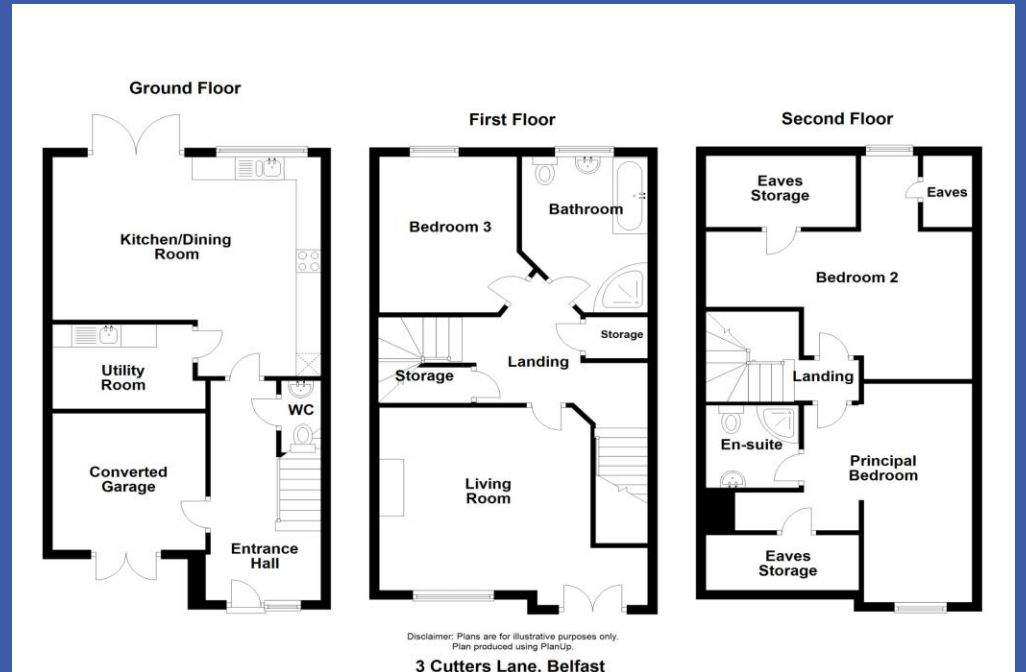 Ground Floor
Kitchen/Dining
Room
Utility
Room
WC
Converted
Garage
Entrance
Hall
First Floor
Bedroom 3
Bathroom
Storage
Landing
Storage
Living
Room
Second Floor
Eaves
Storage
Eaves
Bedroom 2
Landing
En-suite
Principal
Bedroom
Eaves
Storage
Disclaimer: Plans are for illustrative purposes only.
Plan produced using PlanUp.
3 Cutters Lane, Belfast